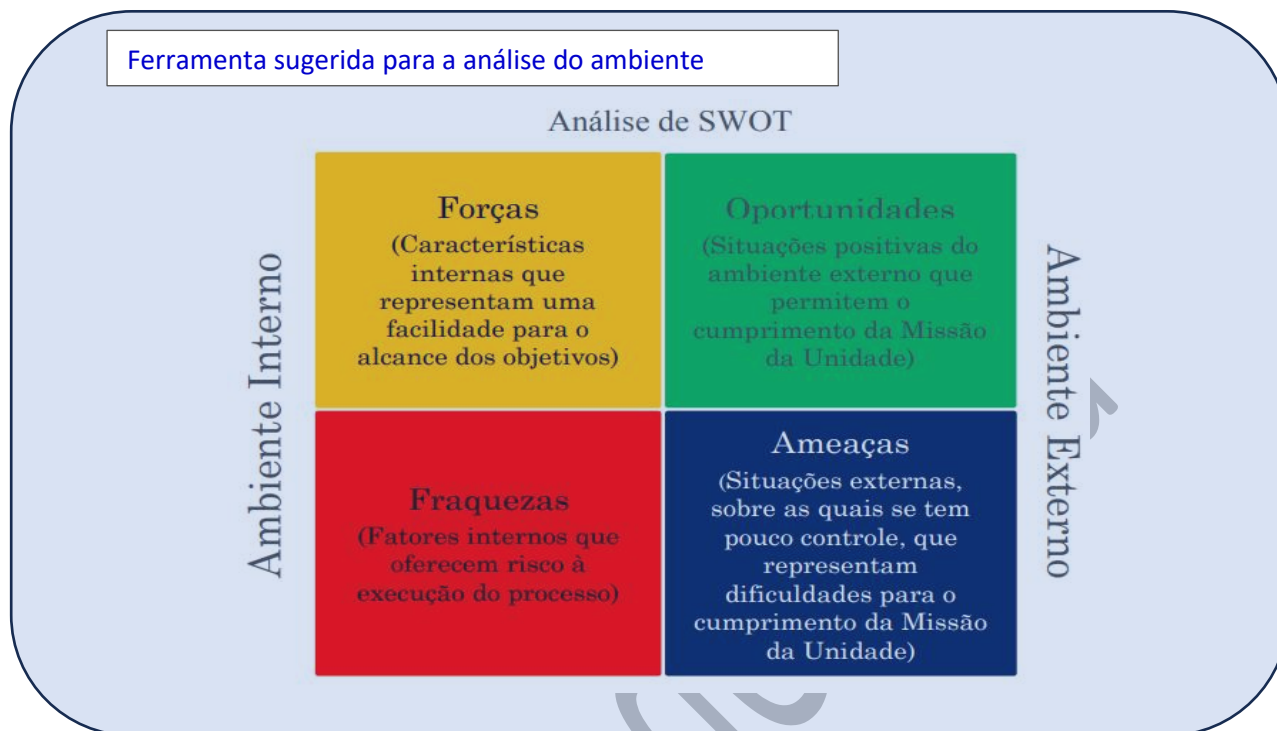 Ferramenta sugerida para a análise do ambiente
Análise de SWOT
Ambiente Interno
Forças
(Características
internas que
representam uma
facilidade para o
alcance dos objetivos)
Oportunidades
(Situações positivas do
ambiente externo que
permitem o
cumprimento da Missão
da Unidade)
Fraquezas
(Fatores internos que
oferecem risco à
execução do processo)
Ameaças
(Situações externas,
sobre as quais se tem
pouco controle, que
representam
dificuldades para o
cumprimento da Missão
da Unidade)
Ambiente Externo